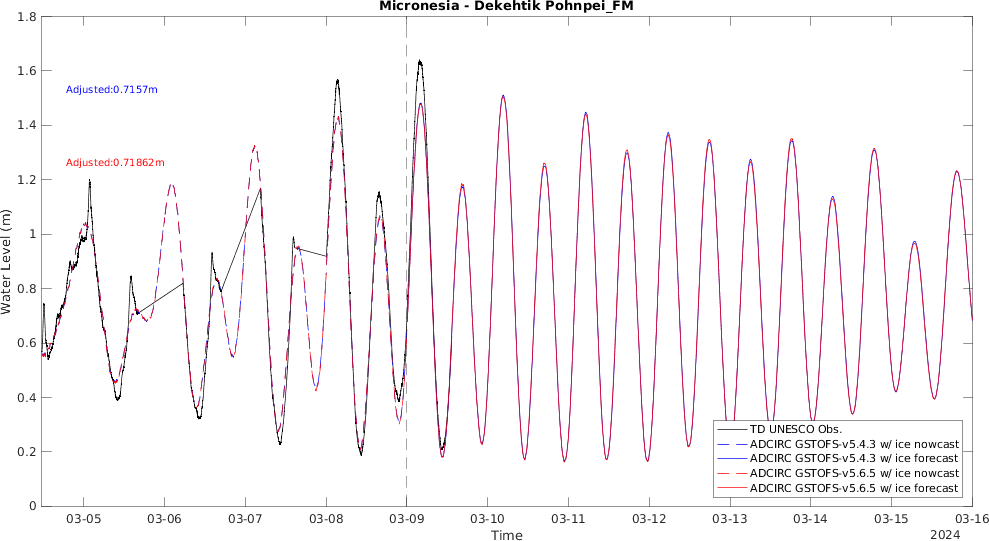 Micronesia - Dekehtik Pohnpei_FM
1.8
1.6
1.4
1.2
1
0.8
0.6
0.4
0.2
0
Water Level (m)
Adjusted:0.7157m
Adjusted:0.71862m
TD UNESCO Obs.
ADCIRC GSTOFS-v5.4.3 w/ ice nowcast
ADCIRC GSTOFS-v5.4.3 w/ ice forecast
ADCIRC GSTOFS-v5.6.5 w/ ice nowcast
ADCIRC GSTOFS-v5.6.5 w/ ice forecast
03-05 03-06 03-07 03-08 03-09 03-10 03-11 03-12 03-13 03-14 03-15 03-16
Time
2024